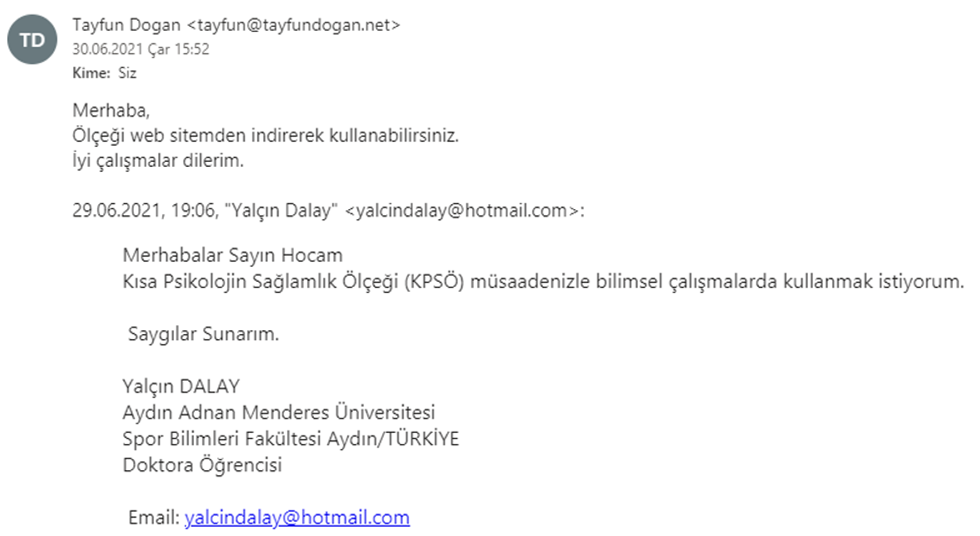 TD
Tayfun Dogan <tayfun@tayfundogan.net>
30.06.2021 Çar 15:52
Kime: Siz
Merhaba,
Ölçeği web sitemden indirerek kullanabilirsiniz.
İyi çalışmalar dilerim.
29.06.2021, 19:06, "Yalçın Dalay" <yalcindalay@hotmail.com>:
Merhabalar Sayın Hocam
Kısa Psikolojin Sağlamlık Ölçeği (KPSÖ) müsaadenizle bilimsel çalışmalarda kullanmak istiyorum.
Saygılar Sunarım.
Yalçın DALAY
Aydın Adnan Menderes Üniversitesi
Spor Bilimleri Fakültesi Aydın/TÜRKİYE
Doktora Öğrencisi
Email: yalcindalay@hotmail.com